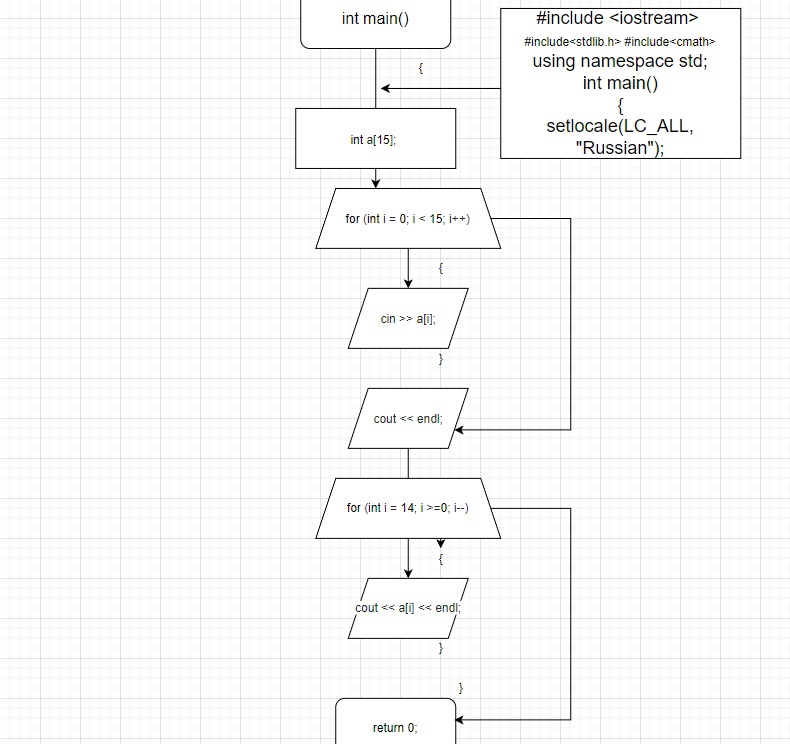 int main()
#include <iostream>
#include<stdlib.h> #include<cmath>
using namespace std;
int main()
{
setlocale(LC_ALL,
"Russian");
{
int a[15];
for (int i = 0; i < 15; i++)
{
cin >> a[i];
}
cout << endl;
for (int i = 14; i >=0; i--)
{
cout << a[i] << endl;
}
}
return 0;